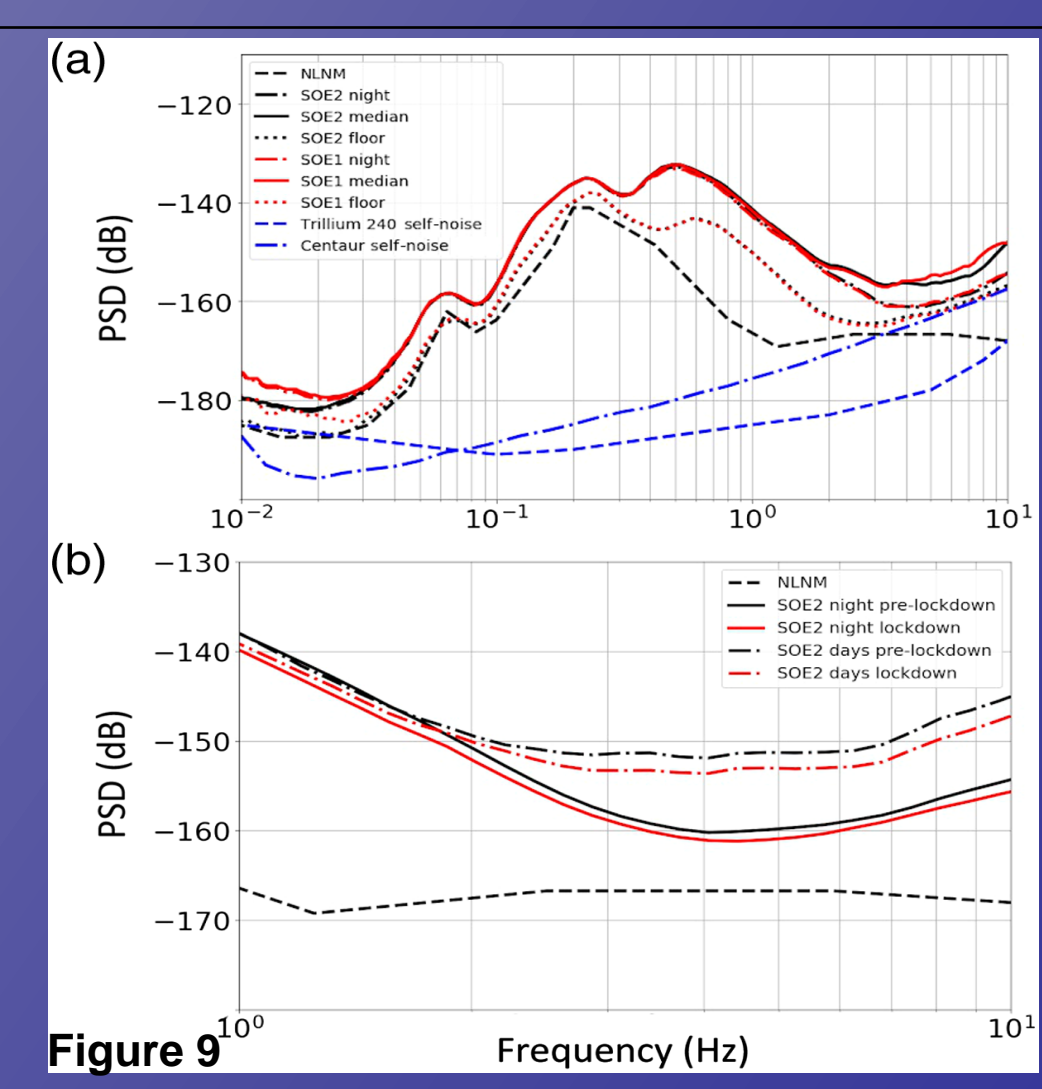 (a)
NLNM
SOE2 night
SOE2 median
SOE2 floor
SOE1 night
SOE1 median
SOE1 floor
Trillium 240 self-noise
Centaur self-noise
−120
−140
−160
−180
PSD (dB)
10⁻² 10⁻¹ 10⁰ 10¹
(b)
−130
−140
−150
−160
−170
PSD (dB)
NLNM
SOE2 night pre-lockdown
SOE2 night lockdown
SOE2 days pre-lockdown
SOE2 days lockdown
10⁰ 10¹
Figure 9 Frequency (Hz)